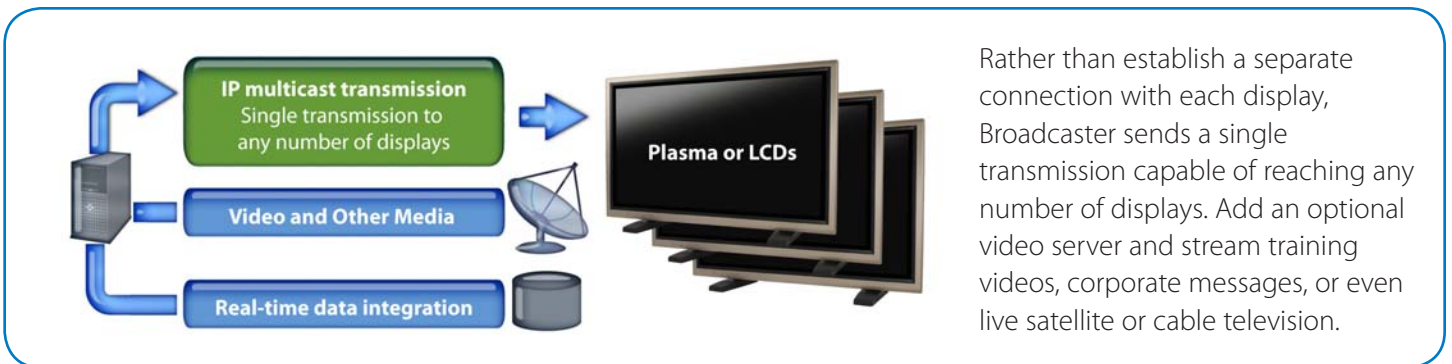 IP multicast transmission
Single transmission to
any number of displays
Video and Other Media
Real-time data integration
Plasma or LCDs
Rather than establish a separate
connection with each display,
Broadcaster sends a single
transmission capable of reaching any
number of displays. Add an optional
video server and stream training
videos, corporate messages, or even
live satellite or cable television.